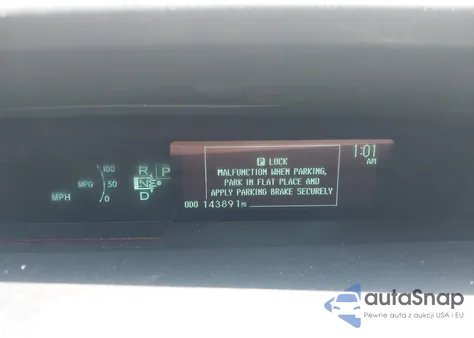 1:01
AM
P LOCK
MALFUNCTION WHEN PARKING,
PARK IN FLAT PLACE AND
APPLY PARKING BRAKE SECURELY
ODO 143891MI
MPH
MPG
100
50
0
R P
N
D
autoSnap
Pewne auta z aukcji USA i EU